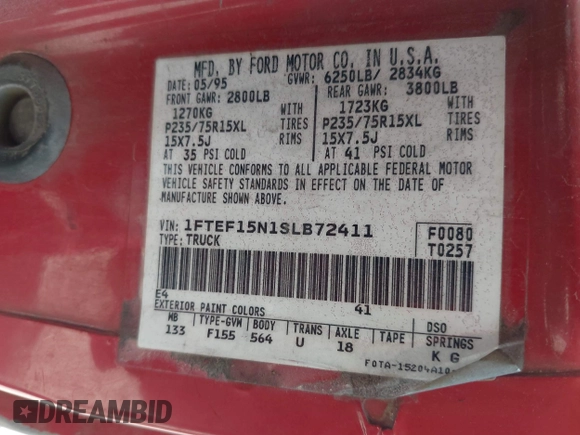 MFD. BY FORD MOTOR CO. IN U.S.A.
DATE: 05/95 GVWR: 6250LB/ 2834KG
FRONT GAWR: 2800LB REAR GAWR: 3800LB
1270KG WITH 1723KG WITH
P235/75R15XL TIRES P235/75R15XL TIRES
15X7.5J RIMS 15X7.5J RIMS
AT 35 PSI COLD AT 41 PSI COLD
THIS VEHICLE CONFORMS TO ALL APPLICABLE FEDERAL MOTOR
VEHICLE SAFETY STANDARDS IN EFFECT ON THE DATE OF
MANUFACTURE SHOWN ABOVE.
VIN: 1FTEF15N1SLB72411 F0080
TYPE: TRUCK T0257
E4 41
EXTERIOR PAINT COLORS DSO
MB TYPE-GVW BODY TRANS AXLE TAPE SPRINGS
133 F155 564 U 18 K G
F0TA-15204A10
DREAMBID